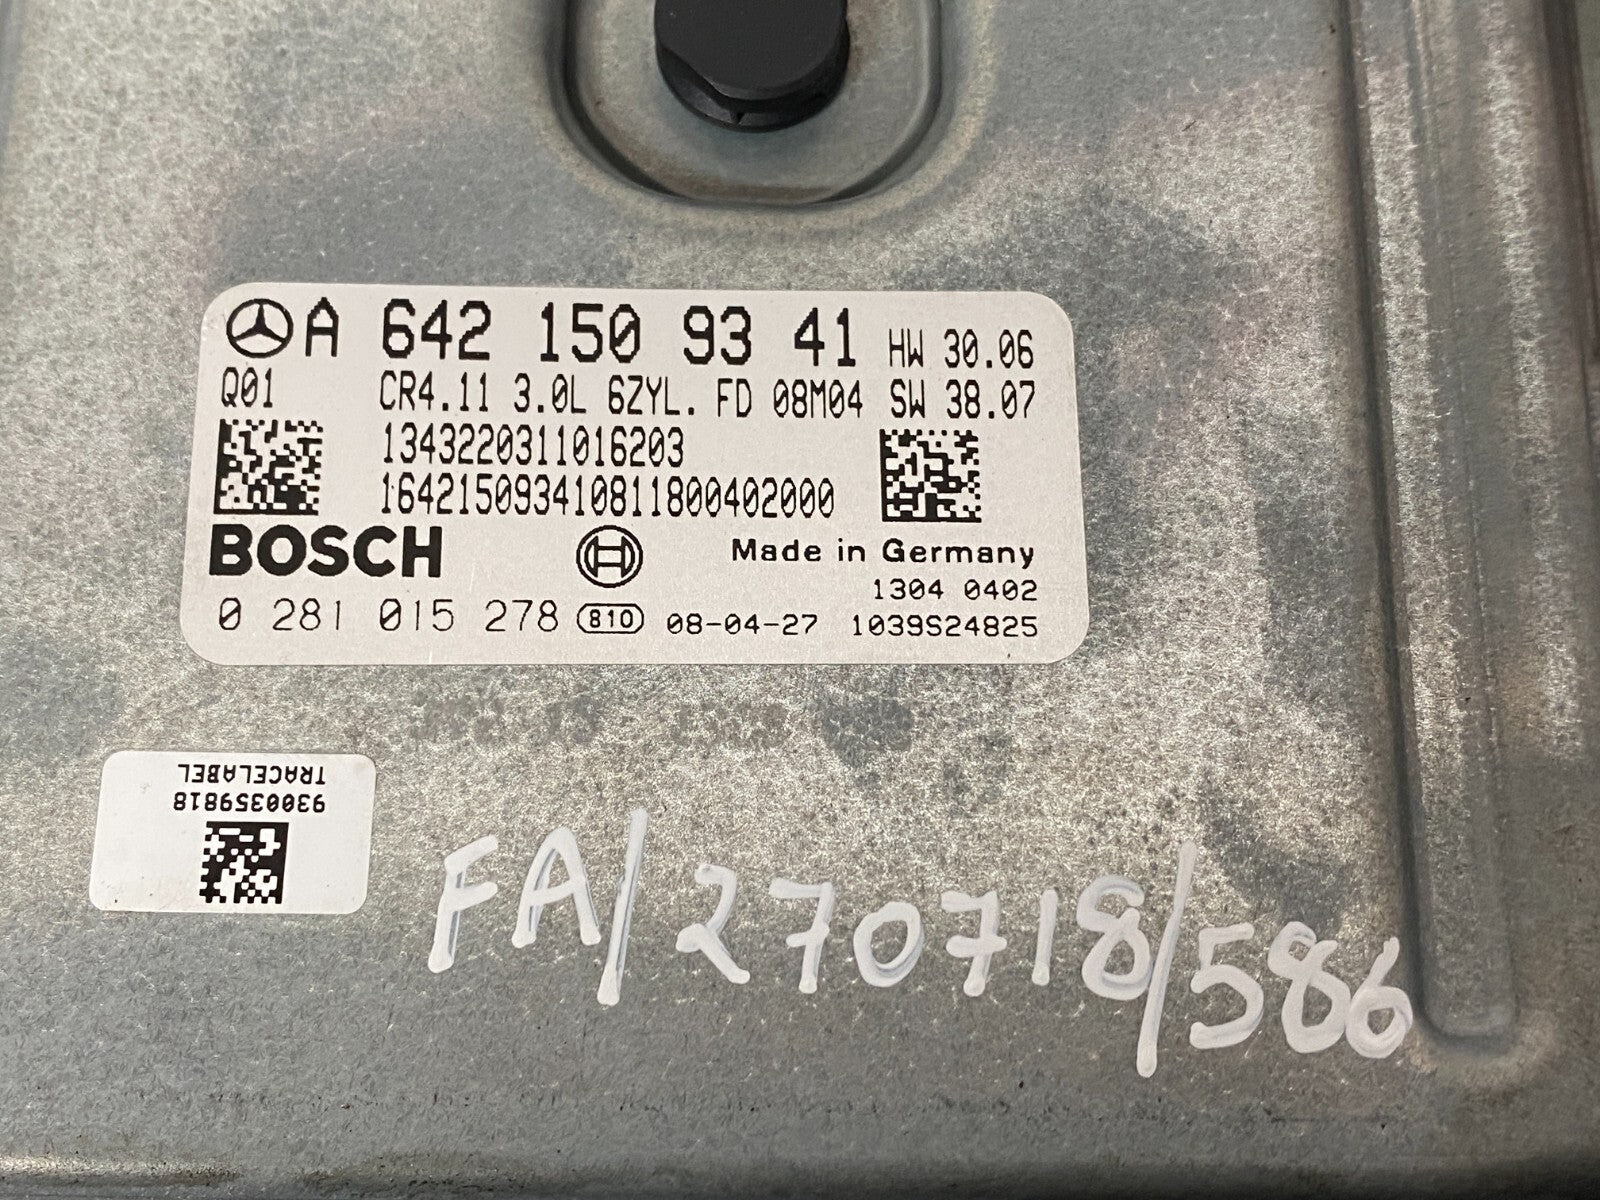 A 642 150 93 41 HW 30.06
Q01 CR4.11 3.0L 6ZYL. FD 08M04 SW 38.07
1343220311016203
16421509341081180040​2000
BOSCH Made in Germany
1304 0402
0 281 015 278 810 08-04-27 1039S24825
TRACELABEL
9300359818
FA/270718/586